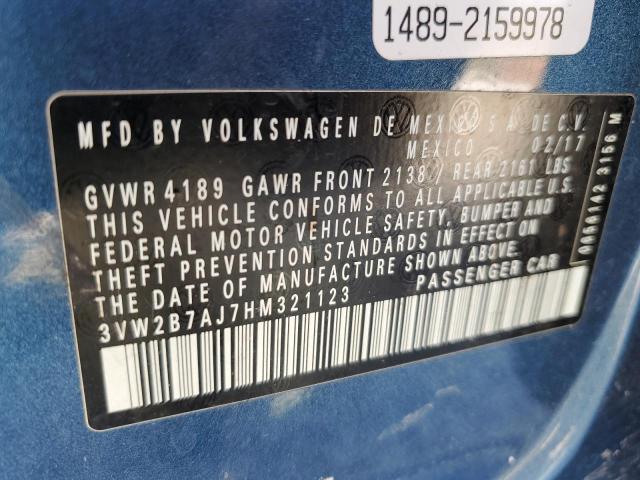 1489-2159978
MFD BY VOLKSWAGEN DE MEXICO S.A. DE C.V.
MEXICO 02/17
GVWR 4189 GAWR FRONT 2138 / REAR 2161 LBS
THIS VEHICLE CONFORMS TO ALL APPLICABLE U.S.
FEDERAL MOTOR VEHICLE SAFETY, BUMPER AND
THEFT PREVENTION STANDARDS IN EFFECT ON
THE DATE OF MANUFACTURE SHOWN ABOVE.
3VW2B7AJ7HM321123 PASSENGER CAR
3156 M